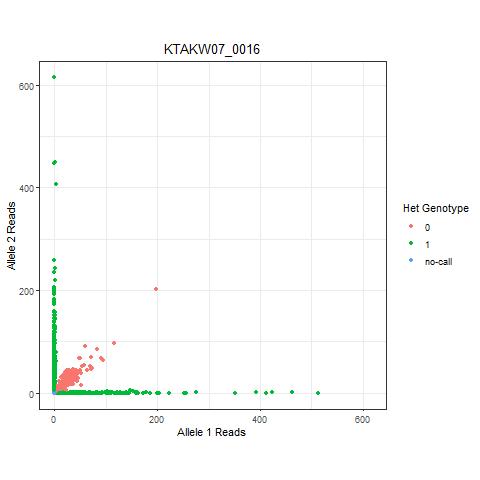 KTAKW07_0016
600
400
200
0
Allele 2 Reads
0 200 400 600
Allele 1 Reads
Het Genotype
0
1
no-call